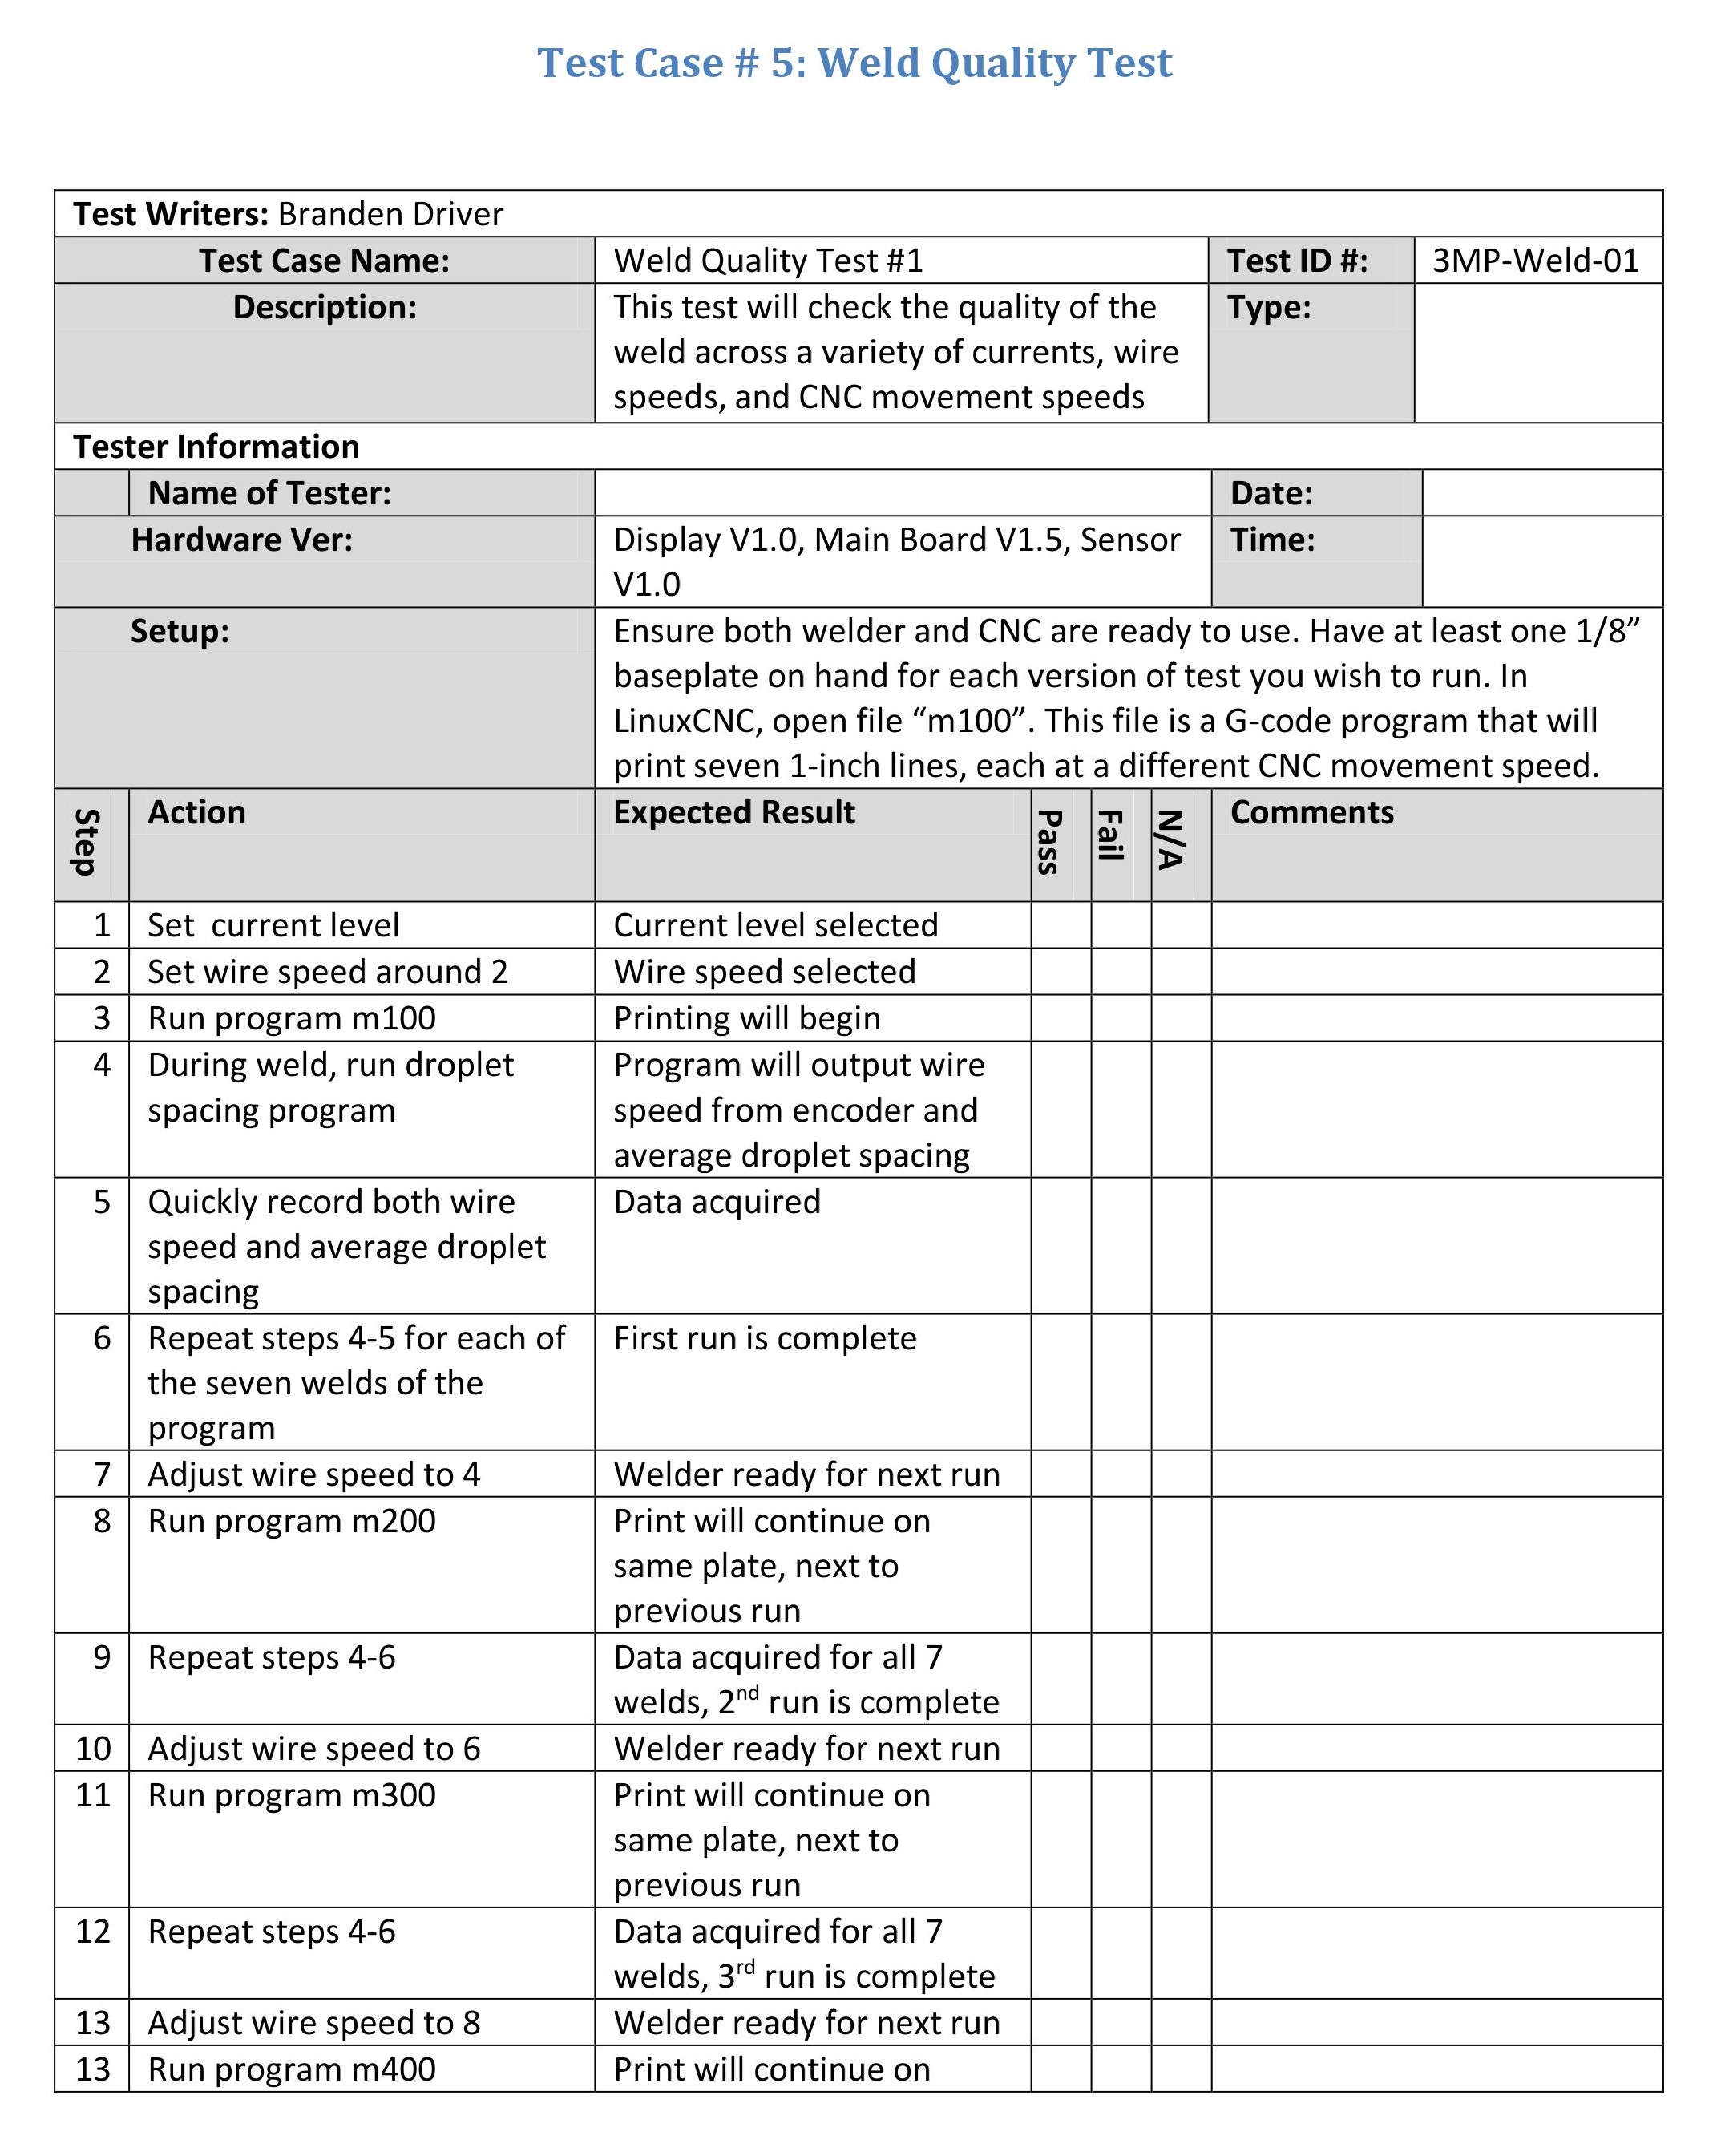 Test Case # 5: Weld Quality Test
Test Writers: Branden Driver
Test Case Name:
Weld Quality Test #1
Test ID #:
3MP-Weld-01
Description:
This test will check the quality of the
weld across a variety of currents, wire
speeds, and CNC movement speeds
Type:
Tester Information
Name of Tester:
Date:
Hardware Ver:
Display V1.0, Main Board V1.5, Sensor
V1.0
Time:
Setup:
Ensure both welder and CNC are ready to use. Have at least one 1/8”
baseplate on hand for each version of test you wish to run. In
LinuxCNC, open file “m100”. This file is a G-code program that will
print seven 1-inch lines, each at a different CNC movement speed.
Step
Action
Expected Result
Pass
Fail
N/A
Comments
1
Set  current level
Current level selected
2
Set wire speed around 2
Wire speed selected
3
Run program m100
Printing will begin
4
During weld, run droplet
spacing program
Program will output wire
speed from encoder and
average droplet spacing
5
Quickly record both wire
speed and average droplet
spacing
Data acquired
6
Repeat steps 4-5 for each of
the seven welds of the
program
First run is complete
7
Adjust wire speed to 4
Welder ready for next run
8
Run program m200
Print will continue on
same plate, next to
previous run
9
Repeat steps 4-6
Data acquired for all 7
welds, 2nd run is complete
10
Adjust wire speed to 6
Welder ready for next run
11
Run program m300
Print will continue on
same plate, next to
previous run
12
Repeat steps 4-6
Data acquired for all 7
welds, 3rd run is complete
13
Adjust wire speed to 8
Welder ready for next run
13
Run program m400
Print will continue on